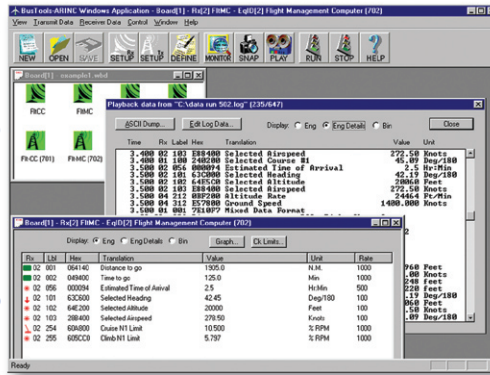 BusTools-ARINC Windows Application - Board[1] - Rx[2] FltMC - EqID[2] Flight Management Computer (702)
View Transmit Data Receiver Data Control Window Help
NEW OPEN SAVE SETUP SETUP DEFINE MONITOR SNAP PLAY RUN STOP HELP
Board[1] - example1.wbd
FltCC FltMC
FltCC (701) FltMC (702)
Playback data from "C:\data run 502.log" (235/647)
ASCII Dump... Edit Log Data... Display: Eng Eng Details Bin Close
Time Rx Label Hex Translation Value Unit
3.400 02 103 E88400 Selected Airspeed 272.50 Knots
3.400 01 100 240200 Selected Course #1 45.09 Deg/180
3.500 02 056 000094 Estimated Time of Arrival 2.5 Hr:Min
3.500 02 101 63C000 Selected Heading 42.19 Deg/180
3.500 02 102 64E5C0 Selected Altitude 20060 Feet
3.500 02 103 E88400 Selected Airspeed 272.50 Knots
3.500 04 212 08F200 Altitude Rate 24464 Ft/Min
3.500 04 312 E57800 Ground Speed 1400.000 Knots
3.500 01 001 7E10F7 Mixed Data Format
Board[1] - Rx[2] FltMC - EqID[2] Flight Management Computer (702)
Display: Eng Eng Details Bin Graph... Ck Limits...
Rx Lbl Hex Translation Value Unit Rate
02 001 064140 Distance to go 1905.0 N.M. 1000
02 002 049400 Time to go 125.0 Min. 1000
02 056 000094 Estimated Time of Arrival 2.5 Hr:Min 500
02 101 63C600 Selected Heading 42.45 Deg/180 100
02 102 64E200 Selected Altitude 20000 Feet 100
02 103 28B400 Selected Airspeed 278.50 Knots 100
02 254 60A800 Cruise N1 Limit 10.500 % RPM 1000
02 255 605CC0 Climb N1 Limit 5.797 % RPM 1000
Ready